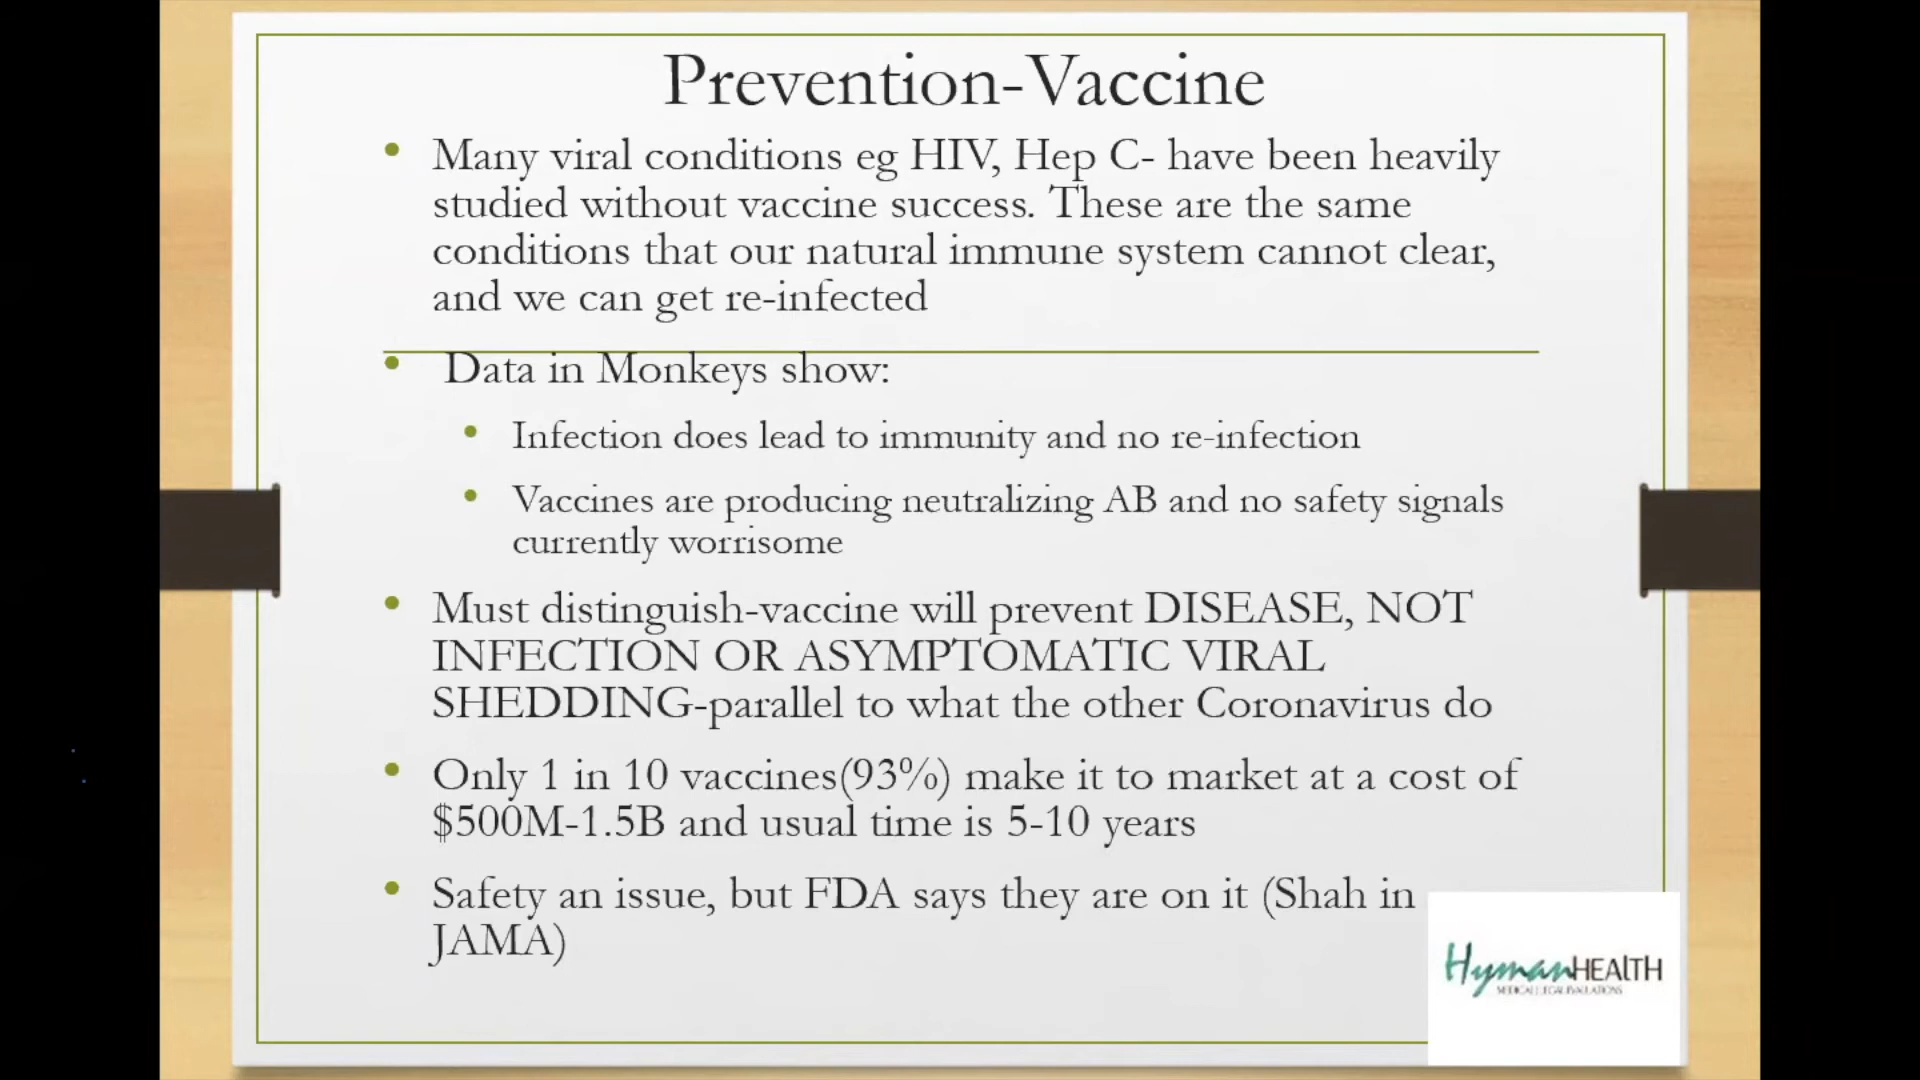 Prevention-Vaccine
• Many viral conditions eg HIV, Hep C- have been heavily
studied without vaccine success. These are the same
conditions that our natural immune system cannot clear,
and we can get re-infected
• Data in Monkeys show:
• Infection does lead to immunity and no re-infection
• Vaccines are producing neutralizing AB and no safety signals
currently worrisome
• Must distinguish-vaccine will prevent DISEASE, NOT
INFECTION OR ASYMPTOMATIC VIRAL
SHEDDING-parallel to what the other Coronavirus do
• Only 1 in 10 vaccines(93%) make it to market at a cost of
$500M-1.5B and usual time is 5-10 years
• Safety an issue, but FDA says they are on it (Shah in
JAMA)
HymanHEALTH
MEDICAL LEGAL EVALUATIONS